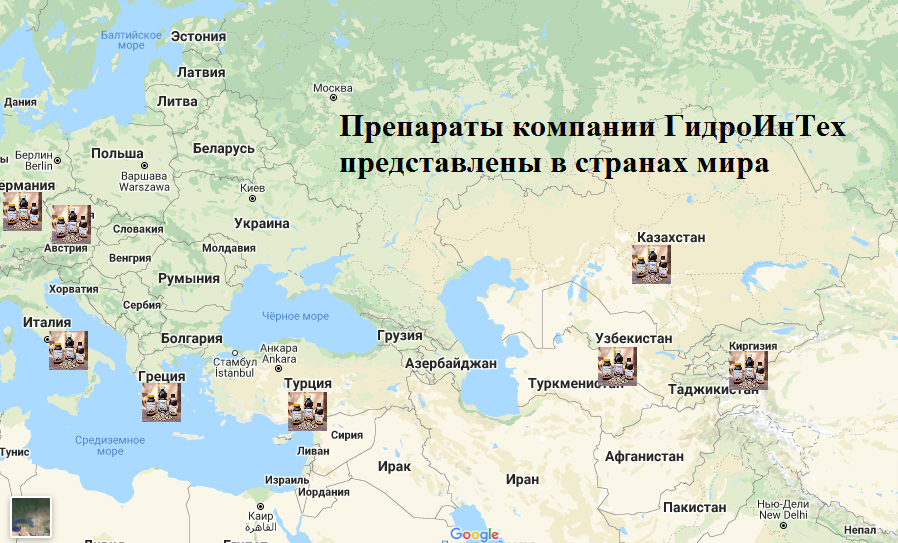 Балтийское
море
Эстония
Латвия
Москва
Дания
Литва
Препараты компании ГидроИнТех
представлены в странах мира
Берлин
Berlin
Польша
Беларусь
Варшава
Warszawa
ермания
Киев
Украина
Словакия
Казахстан
Австрия
Молдавия
Венгрия
Румыния
Хорватия
Сербия
Чёрное море
Италия
Болгария
Грузия
Узбекистан
Киргизия
Стамбул
İstanbul
Анкара
Ankara
Азербайджан
Греция
Турция
Туркменистан
Таджикистан
Средиземное
море
Сирия
Тунис
Ливан
Ирак
Афганистан
Израиль
Иран
Иордания
Каир
القاهرة
Пакистан
Нью-Дели
New Delhi
Непал
Google